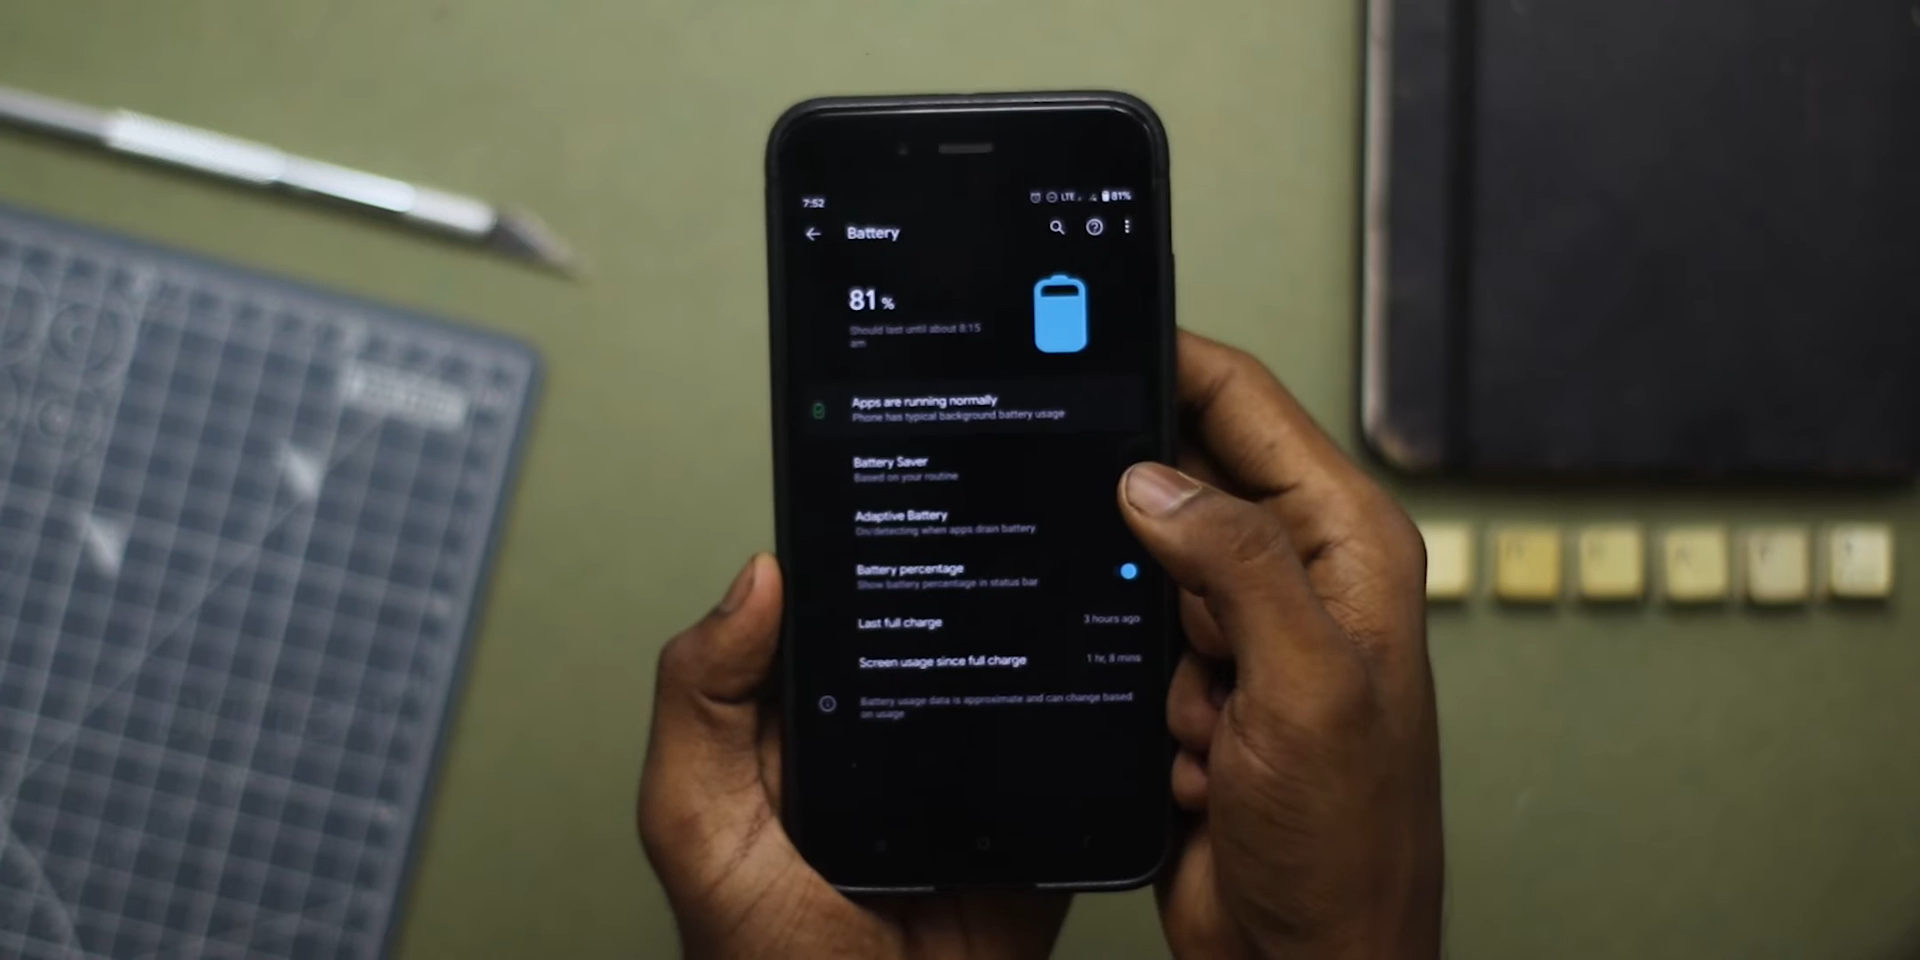 7:52
LTE 81%
Battery
81 %
Should last until about 8:15
am
Apps are running normally
Phone has typical background battery usage
Battery Saver
Based on your routine
Adaptive Battery
On/detecting when apps drain battery
Battery percentage
Show battery percentage in status bar
Last full charge
3 hours ago
Screen usage since full charge
1 hr, 8 mins
Battery usage data is approximate and can change based
on usage